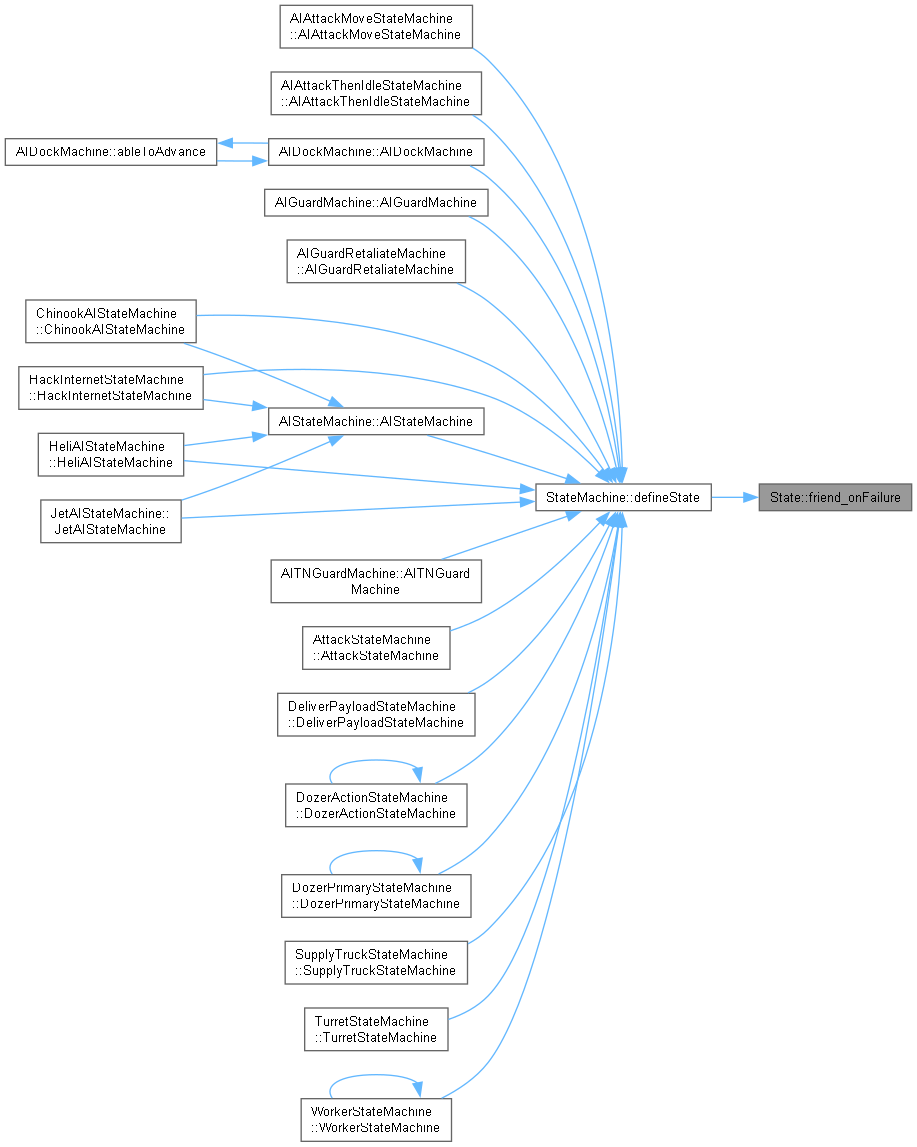 AIAttackMoveStateMachine
::AIAttackMoveStateMachine
AIAttackThenIdleStateMachine
::AIAttackThenIdleStateMachine
AIDockMachine::ableToAdvance
AIDockMachine::AIDockMachine
AIGuardMachine::AIGuardMachine
AIGuardRetaliateMachine
::AIGuardRetaliateMachine
ChinookAIStateMachine
::ChinookAIStateMachine
HackInternetStateMachine
::HackInternetStateMachine
AIStateMachine::AIStateMachine
HeliAIStateMachine
::HeliAIStateMachine
JetAIStateMachine::
JetAIStateMachine
StateMachine::defineState
State::friend_onFailure
AITNGuardMachine::AITNGuard
Machine
AttackStateMachine
::AttackStateMachine
DeliverPayloadStateMachine
::DeliverPayloadStateMachine
DozerActionStateMachine
::DozerActionStateMachine
DozerPrimaryStateMachine
::DozerPrimaryStateMachine
SupplyTruckStateMachine
::SupplyTruckStateMachine
TurretStateMachine
::TurretStateMachine
WorkerStateMachine
::WorkerStateMachine